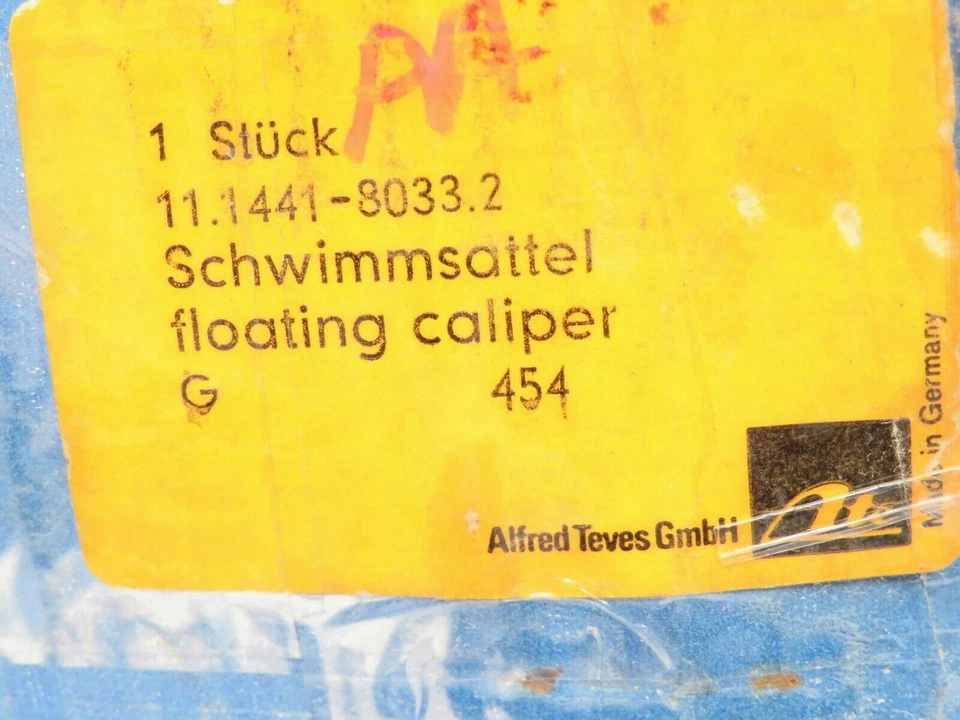 1 Stück
11.1441-8033.2
Schwimmsattel
floating caliper
G 454
Alfred Teves GmbH
Made in Germany